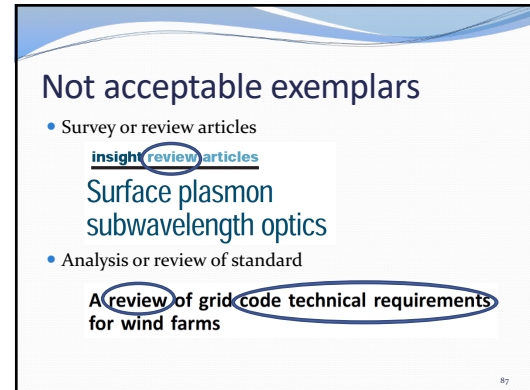 Not acceptable exemplars
• Survey or review articles
insight review articles
Surface plasmon
subwavelength optics
• Analysis or review of standard
A review of grid code technical requirements
for wind farms
87